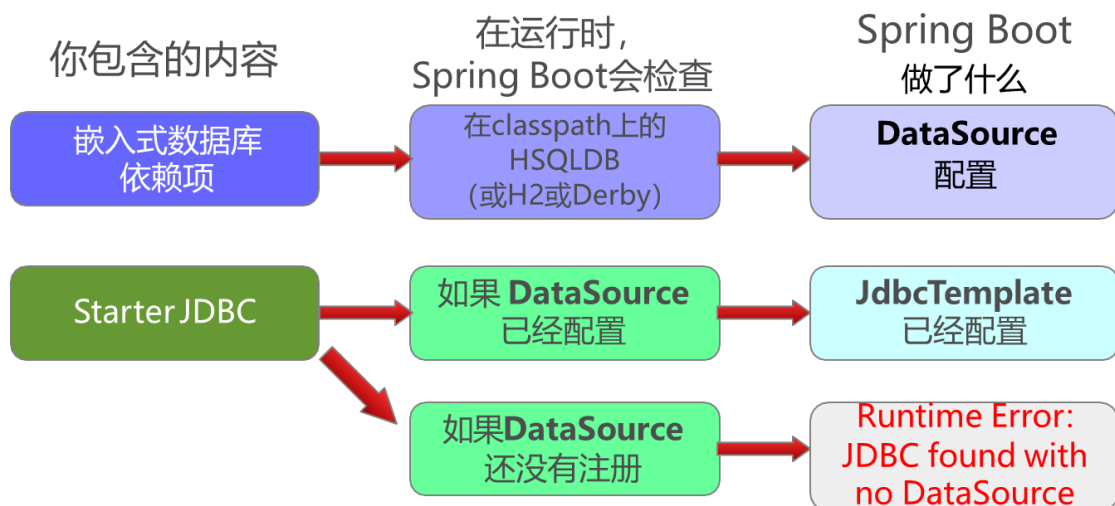 你包含的内容
在运行时,
Spring Boot会检查
Spring Boot
做了什么
嵌入式数据库
依赖项
在classpath上的
HSQLDB
（或H2或Derby）
DataSource
配置
Starter JDBC
如果 DataSource
已经配置
JdbcTemplate
已经配置
如果DataSource
还没有注册
Runtime Error:
JDBC found with
no DataSource